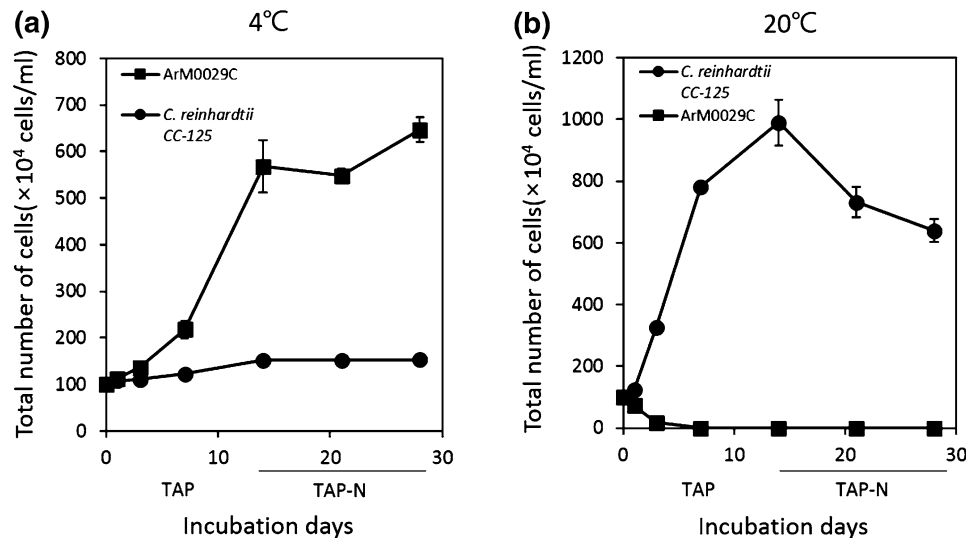 (a)
4℃
Total number of cells(×10⁴ cells/ml)
800
700
600
500
400
300
200
100
0
ArM0029C
C. reinhardtii
CC-125
0
10
20
30
TAP
TAP-N
Incubation days
(b)
20℃
Total number of cells(×10⁴ cells/ml)
1200
1000
800
600
400
200
0
C. reinhardtii
CC-125
ArM0029C
0
10
20
30
TAP
TAP-N
Incubation days